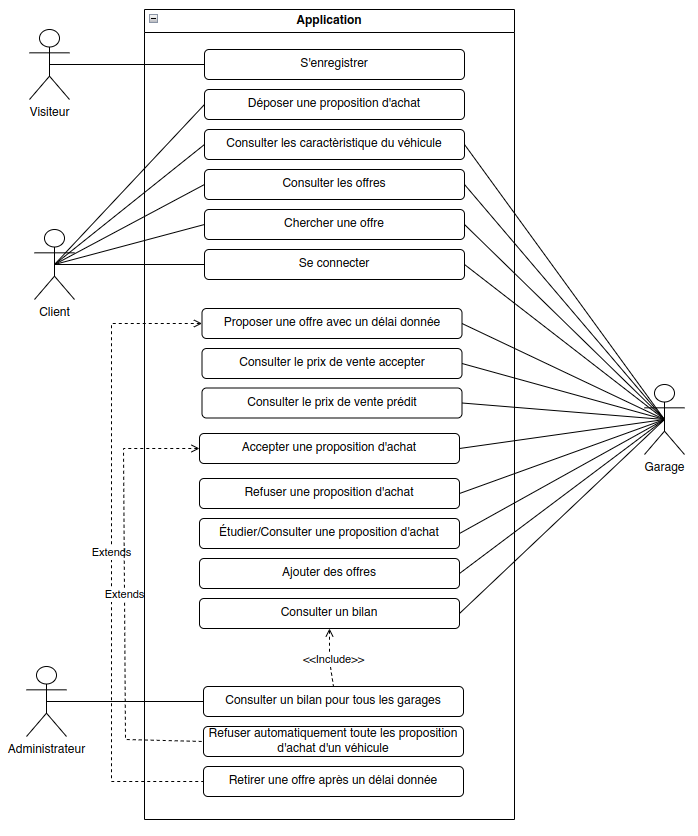 Application
S'enregistrer
Visiteur
Déposer une proposition d'achat
Consulter les caractèristique du véhicule
Consulter les offres
Chercher une offre
Se connecter
Client
Proposer une offre avec un délai donnée
Consulter le prix de vente accepter
Consulter le prix de vente prédit
Accepter une proposition d'achat
Garage
Refuser une proposition d'achat
Étudier/Consulter une proposition d'achat
Extends
Ajouter des offres
Extends
Consulter un bilan
<<Include>>
Consulter un bilan pour tous les garages
Refuser automatiquement toute les proposition
d'achat d'un véhicule
Administrateur
Retirer une offre après un délai donnée